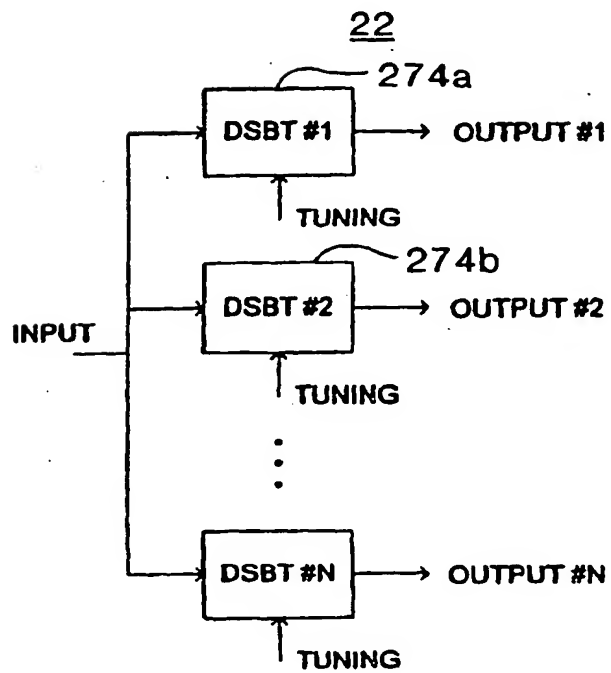 22
274a
DSBT #1
OUTPUT #1
TUNING
274b
DSBT #2
OUTPUT #2
INPUT
TUNING
DSBT #N
OUTPUT #N
TUNING